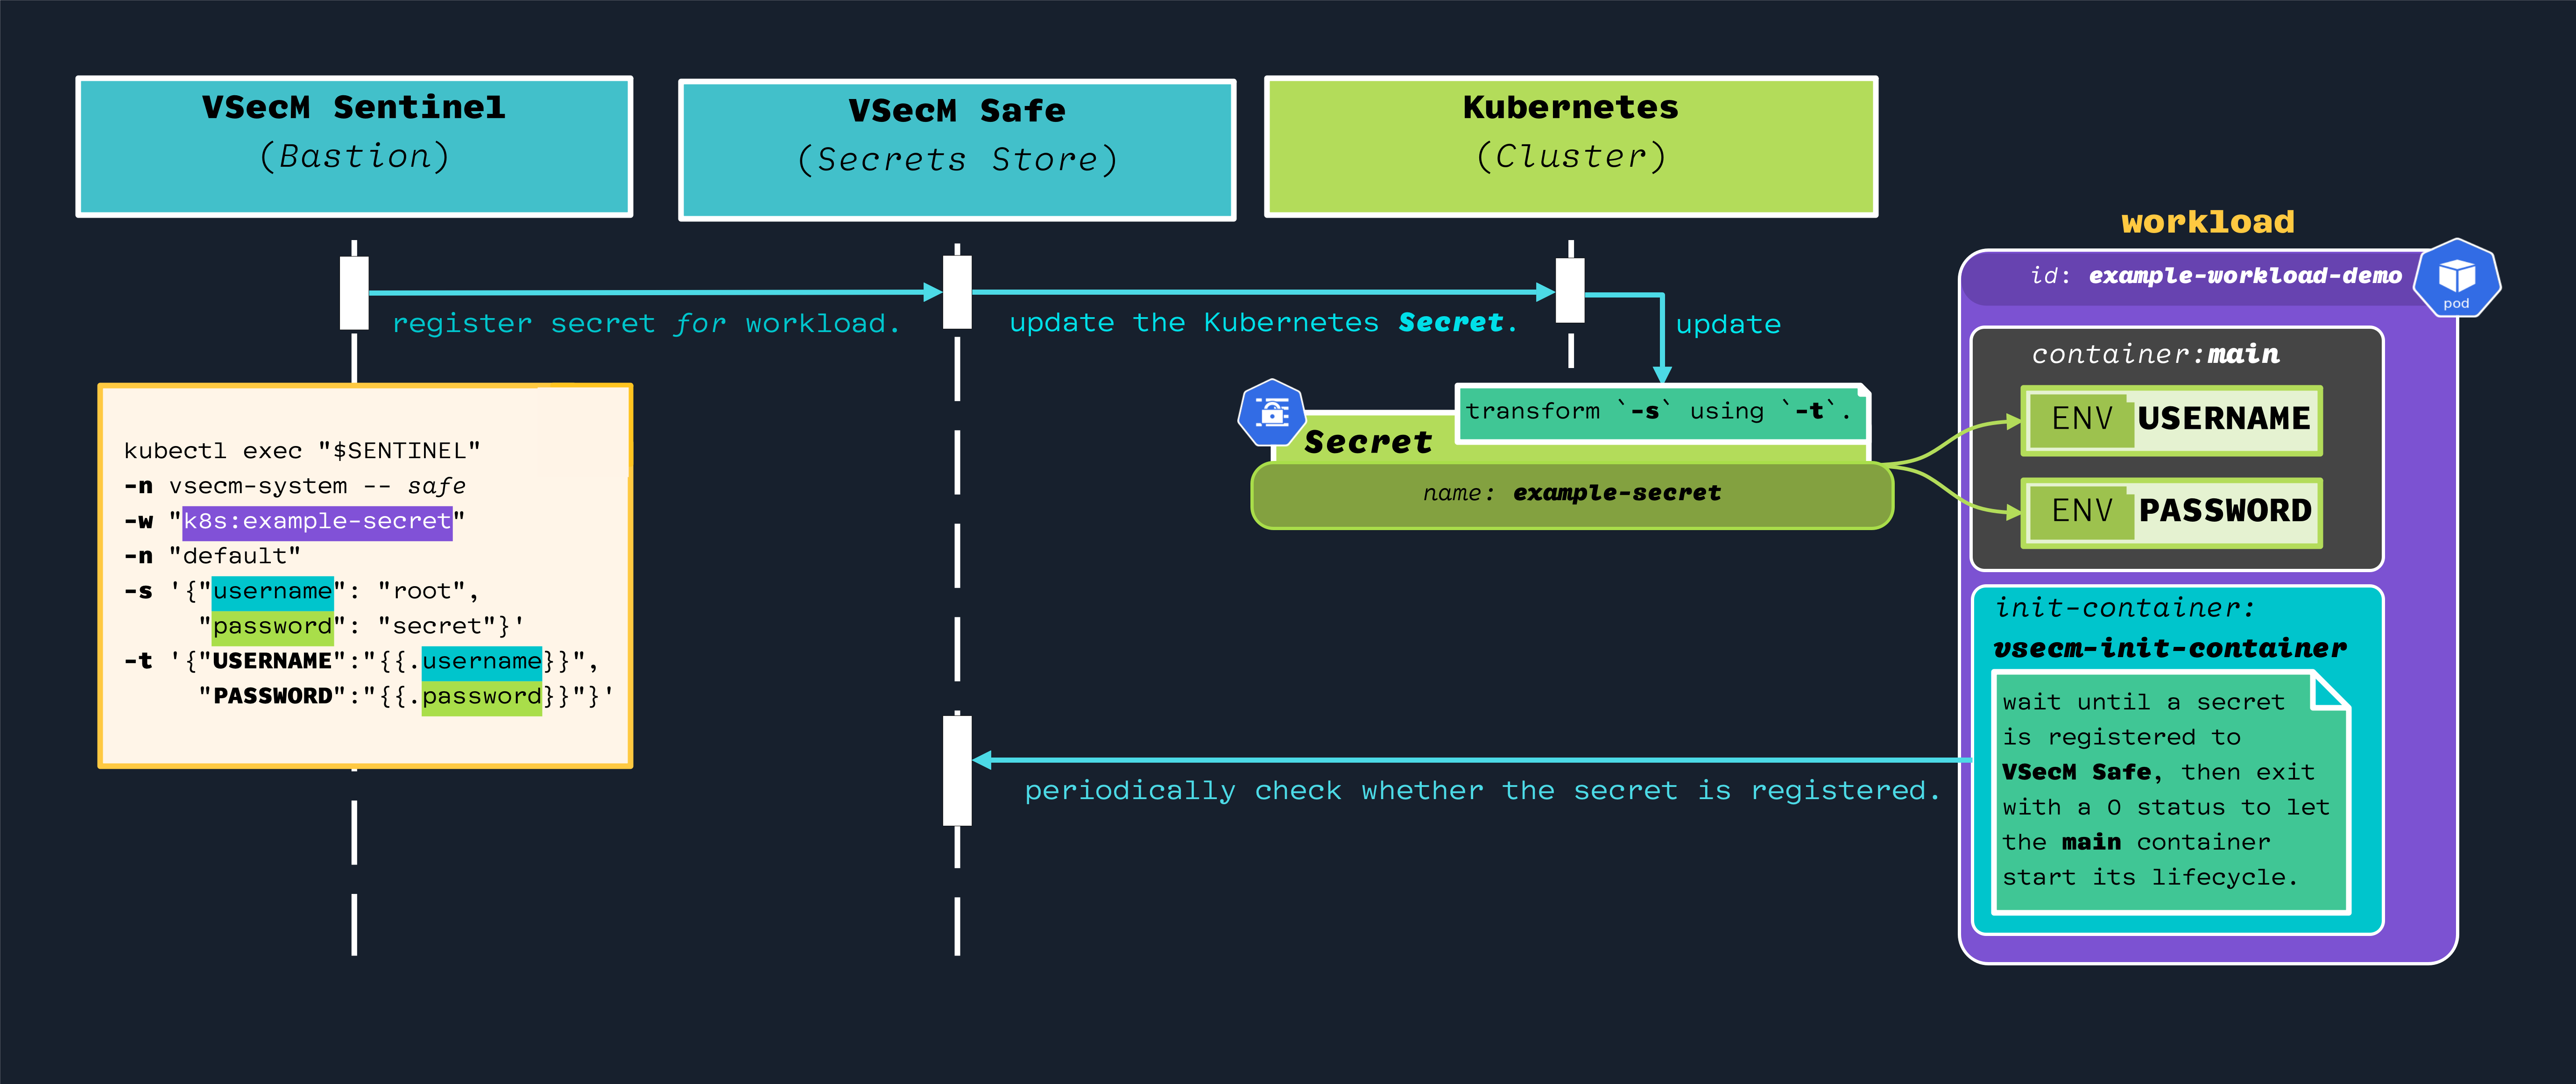 VSecM Sentinel
(Bastion)
VSecM Safe
(Secrets Store)
Kubernetes
(Cluster)
workload
id: example-workload-demo
pod
register secret for workload.
update the Kubernetes Secret.
update
container:main
ENV USERNAME
ENV PASSWORD
transform `-s` using `-t`.
Secret
name: example-secret
kubectl exec "$SENTINEL"
-n vsecm-system -- safe
-w "k8s:example-secret"
-n "default"
-s '{"username": "root",
"password": "secret"}'
-t '{"USERNAME":"{{.username}}",
"PASSWORD":"{{.password}}"}'
init-container:
vsecm-init-container
wait until a secret
is registered to
VSecM Safe, then exit
with a 0 status to let
the main container
start its lifecycle.
periodically check whether the secret is registered.